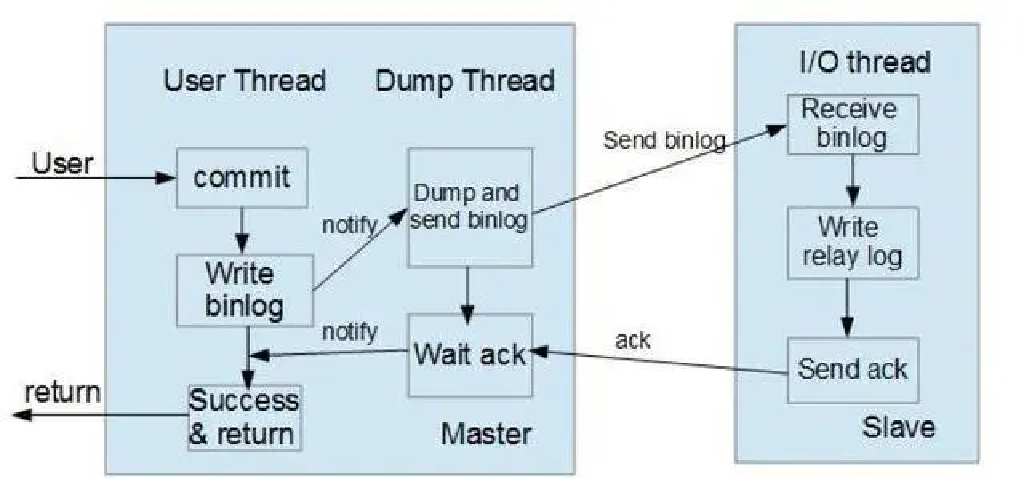 User Thread
Dump Thread
I/O thread
Receive
binlog
Send binlog
User
commit
Dump and
send binlog
notify
Write
relay log
Write
binlog
notify
Wait ack
ack
Send ack
return
Success
& return
Master
Slave